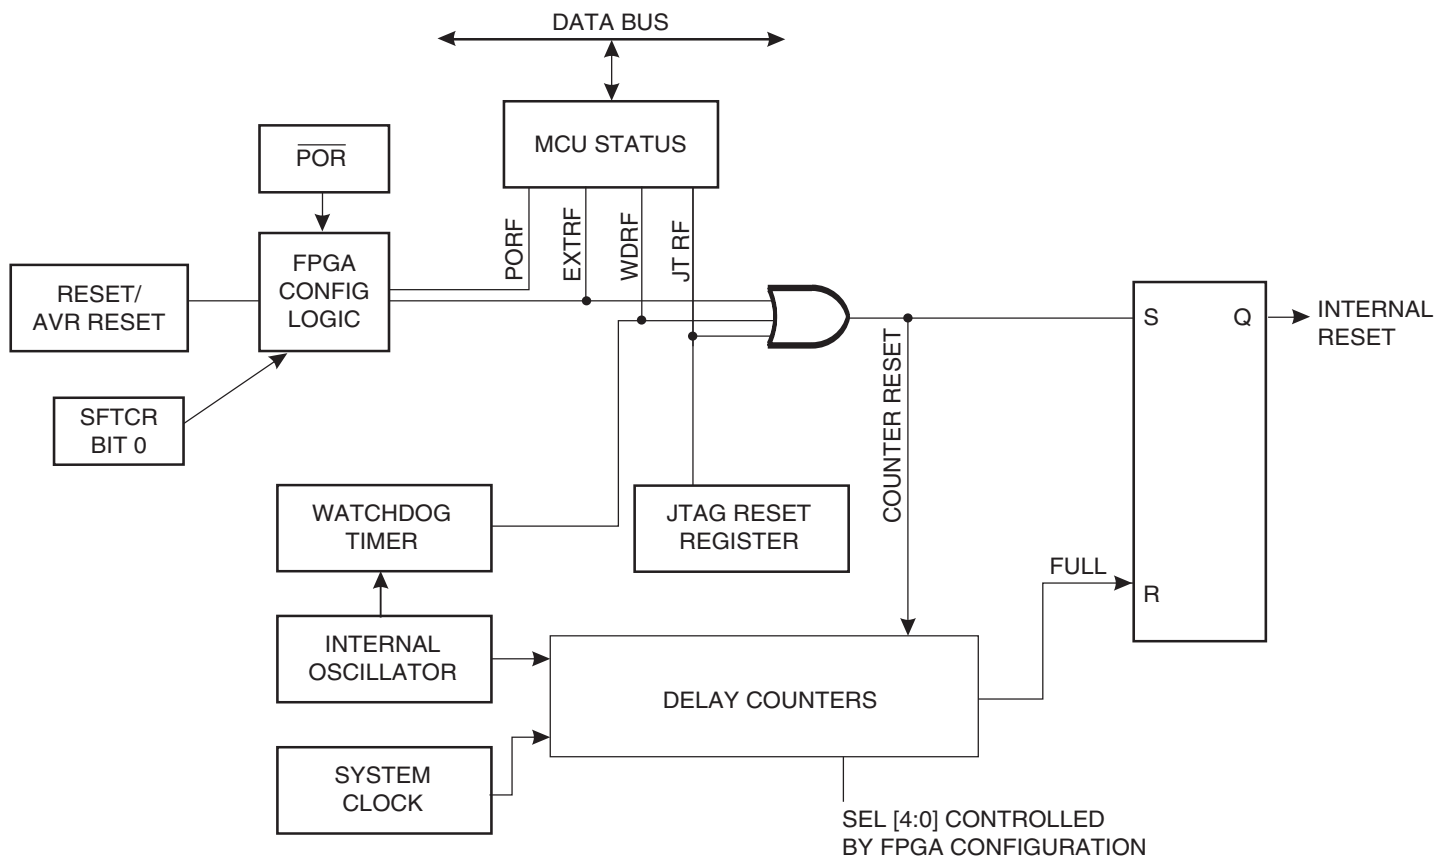 DATA BUS
MCU STATUS
POR
FPGA
CONFIG
LOGIC
RESET/
AVR RESET
SFTCR
BIT 0
PORF
EXTRF
WDRF
JT RF
COUNTER RESET
S
Q
INTERNAL
RESET
WATCHDOG
TIMER
JTAG RESET
REGISTER
FULL
R
INTERNAL
OSCILLATOR
DELAY COUNTERS
SYSTEM
CLOCK
SEL [4:0] CONTROLLED
BY FPGA CONFIGURATION